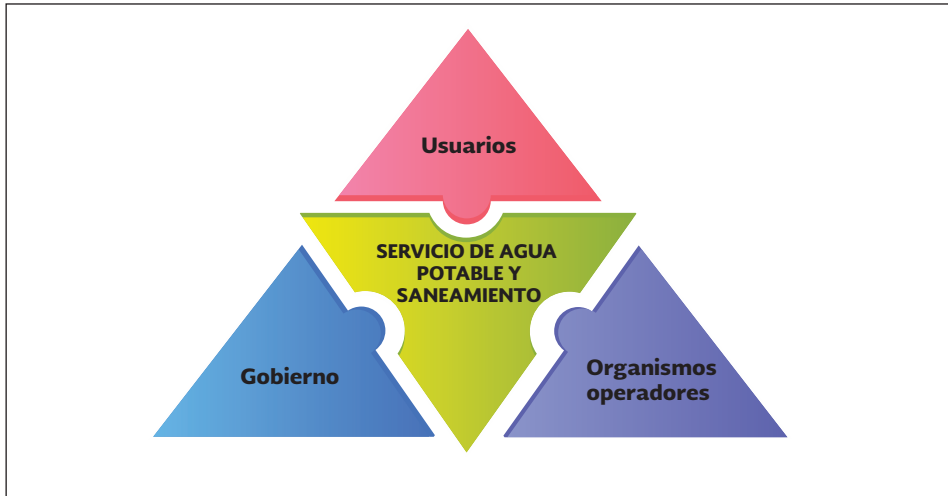 Usuarios
SERVICIO DE AGUA
POTABLE Y
SANEAMIENTO
Gobierno
Organismos
operadores